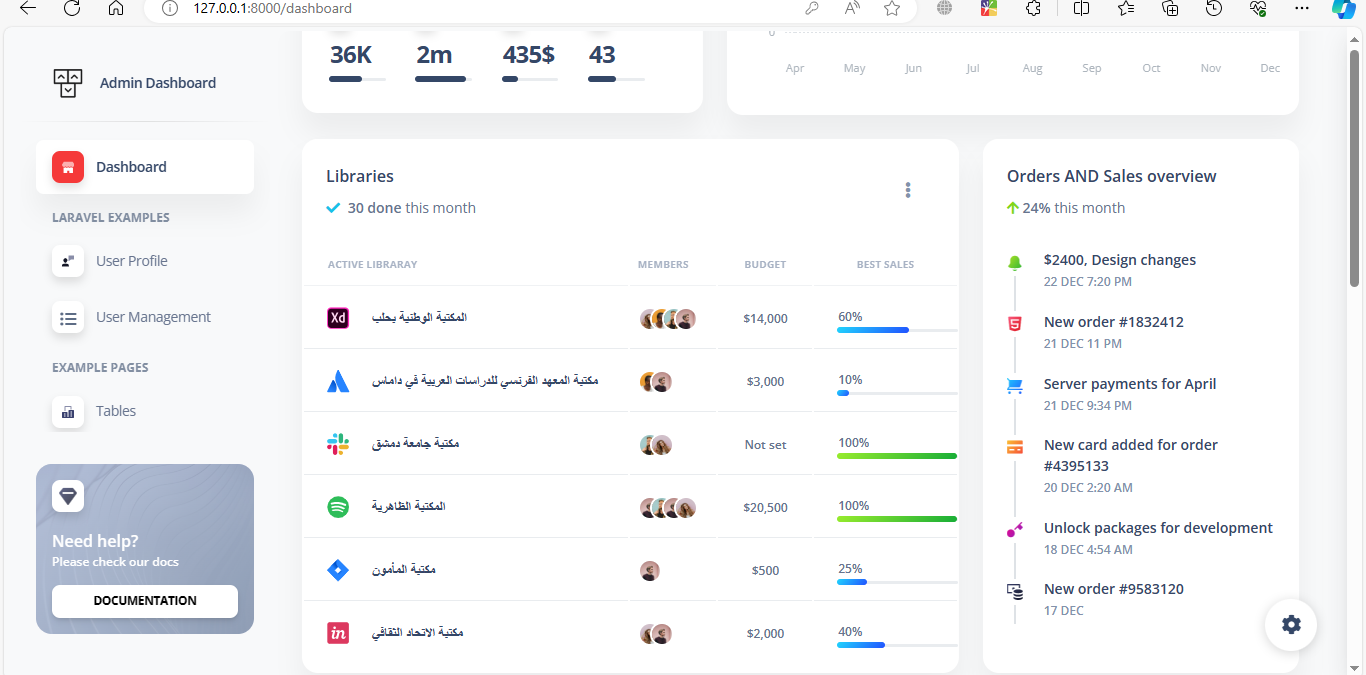 127.0.0.1:8000/dashboard
Admin Dashboard
Dashboard
LARAVEL EXAMPLES
User Profile
User Management
EXAMPLE PAGES
Tables
Need help?
Please check our docs
DOCUMENTATION
36K 2m 435$ 43
0
Apr May Jun Jul Aug Sep Oct Nov Dec
Libraries
30 done this month
ACTIVE LIBRARAY MEMBERS BUDGET BEST SALES
Xd المكتبة الوطنية بحلب $14,000 60%
مكتبة المعهد الفرنسي للدراسات العربية في داماس $3,000 10%
مكتبة جامعة دمشق Not set 100%
المكتبة الظاهرية $20,500 100%
مكتبة المأمون $500 25%
in مكتبة الاتحاد الثقافي $2,000 40%
Orders AND Sales overview
24% this month
$2400, Design changes
22 DEC 7:20 PM
New order #1832412
21 DEC 11 PM
Server payments for April
21 DEC 9:34 PM
New card added for order
#4395133
20 DEC 2:20 AM
Unlock packages for development
18 DEC 4:54 AM
New order #9583120
17 DEC